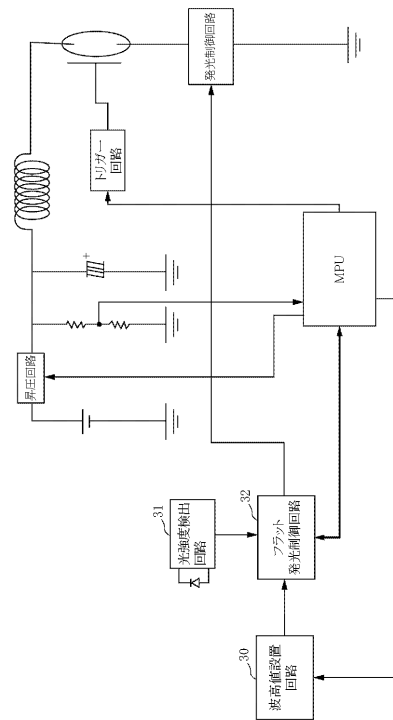 昇圧回路
+
トリガー
回路
発光制御回路
MPU
31
光強度検出
回路
32
フラット
発光制御回路
30
波高値設置
回路